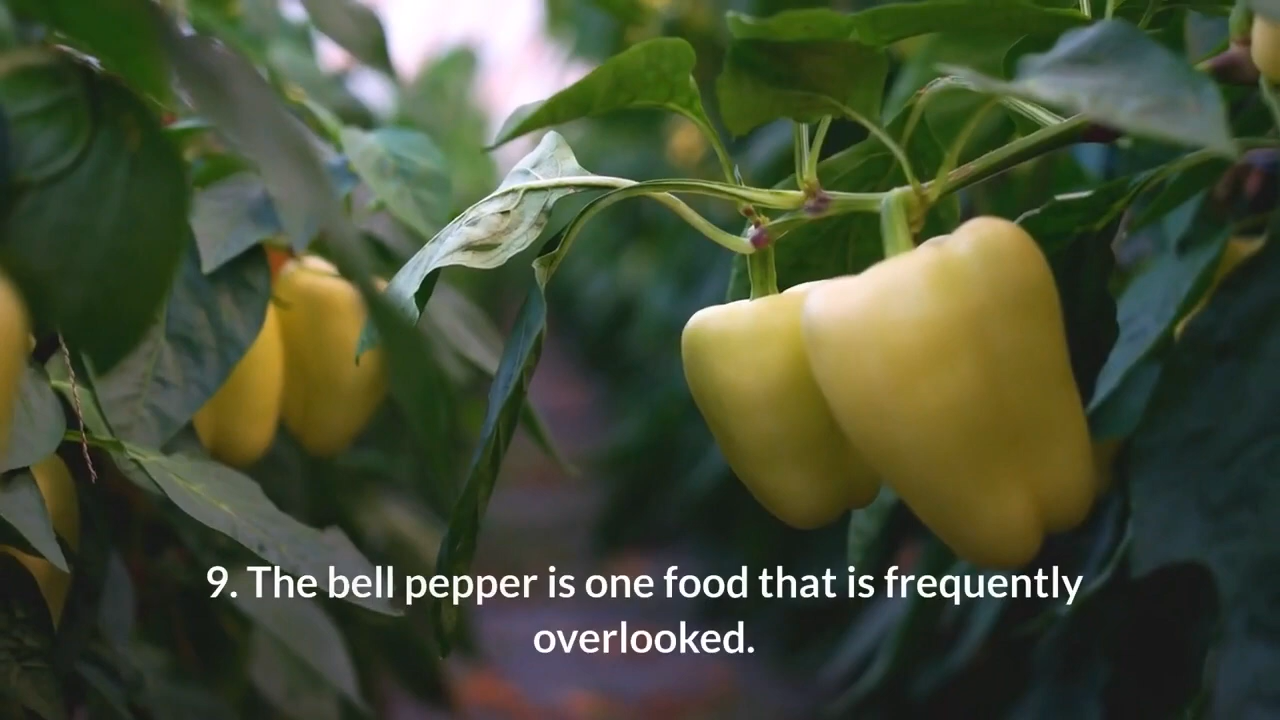 9. The bell pepper is one food that is frequently
overlooked.